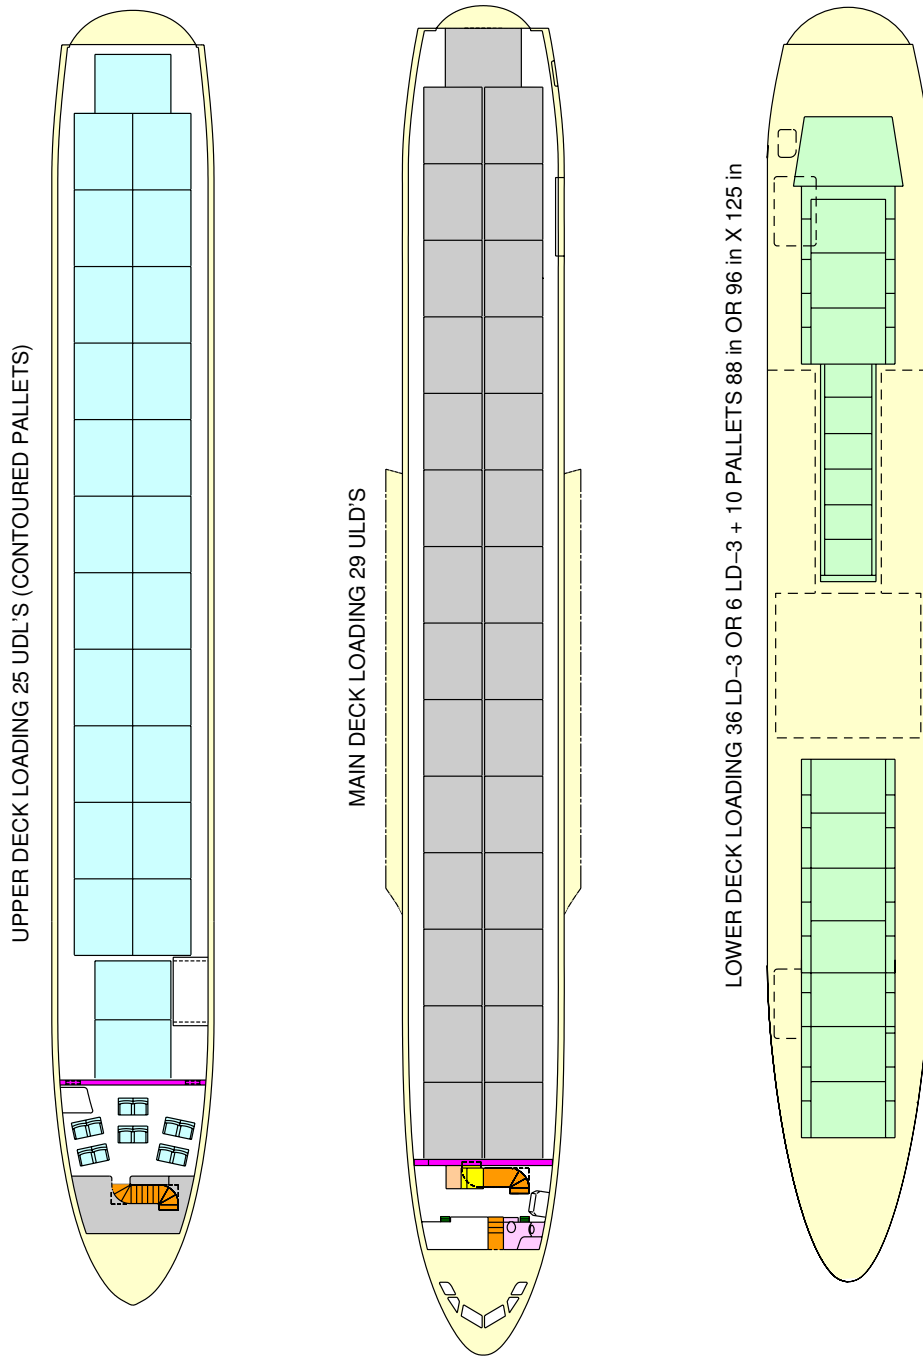 UPPER DECK LOADING 25 UDL'S (CONTOURED PALLETS)
MAIN DECK LOADING 29 ULD'S
LOWER DECK LOADING 36 LD–3 OR 6 LD–3 + 10 PALLETS 88 in OR 96 in X 125 in